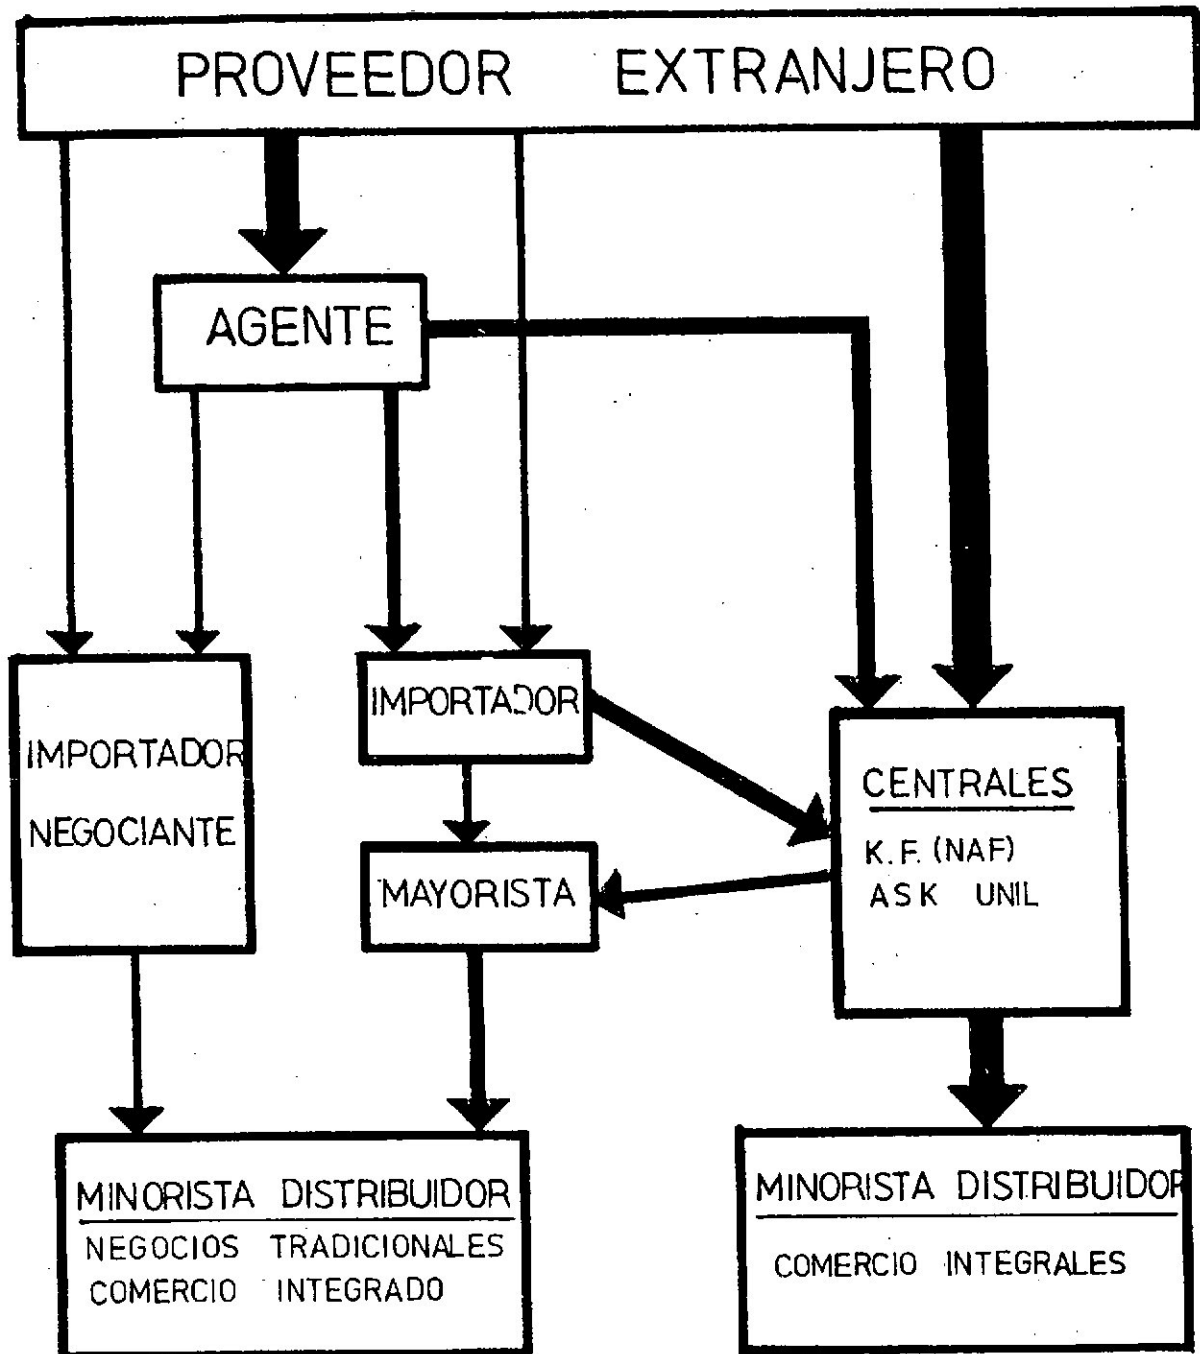 PROVEEDOR EXTRANJERO
AGENTE
IMPORTADOR
NEGOCIANTE
IMPORTADOR
MAYORISTA
CENTRALES
K.F. (NAF)
ASK UNIL
MINORISTA DISTRIBUIDOR
NEGOCIOS TRADICIONALES
COMERCIO INTEGRADO
MINORISTA DISTRIBUIDOR
COMERCIO INTEGRALES